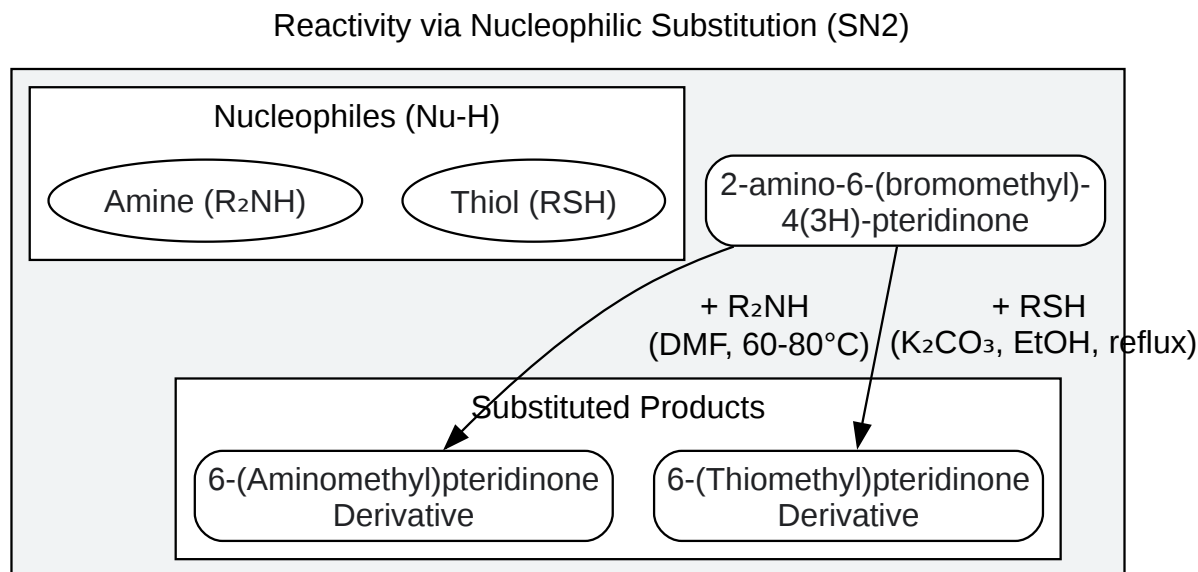 Reactivity via Nucleophilic Substitution (SN2)
Nucleophiles (Nu-H)
Amine (R₂NH)
Thiol (RSH)
2-amino-6-(bromomethyl)-
4(3H)-pteridinone
+ R₂NH
(DMF, 60-80°C)
+ RSH
(K₂CO₃, EtOH, reflux)
Substituted Products
6-(Aminomethyl)pteridinone
Derivative
6-(Thiomethyl)pteridinone
Derivative